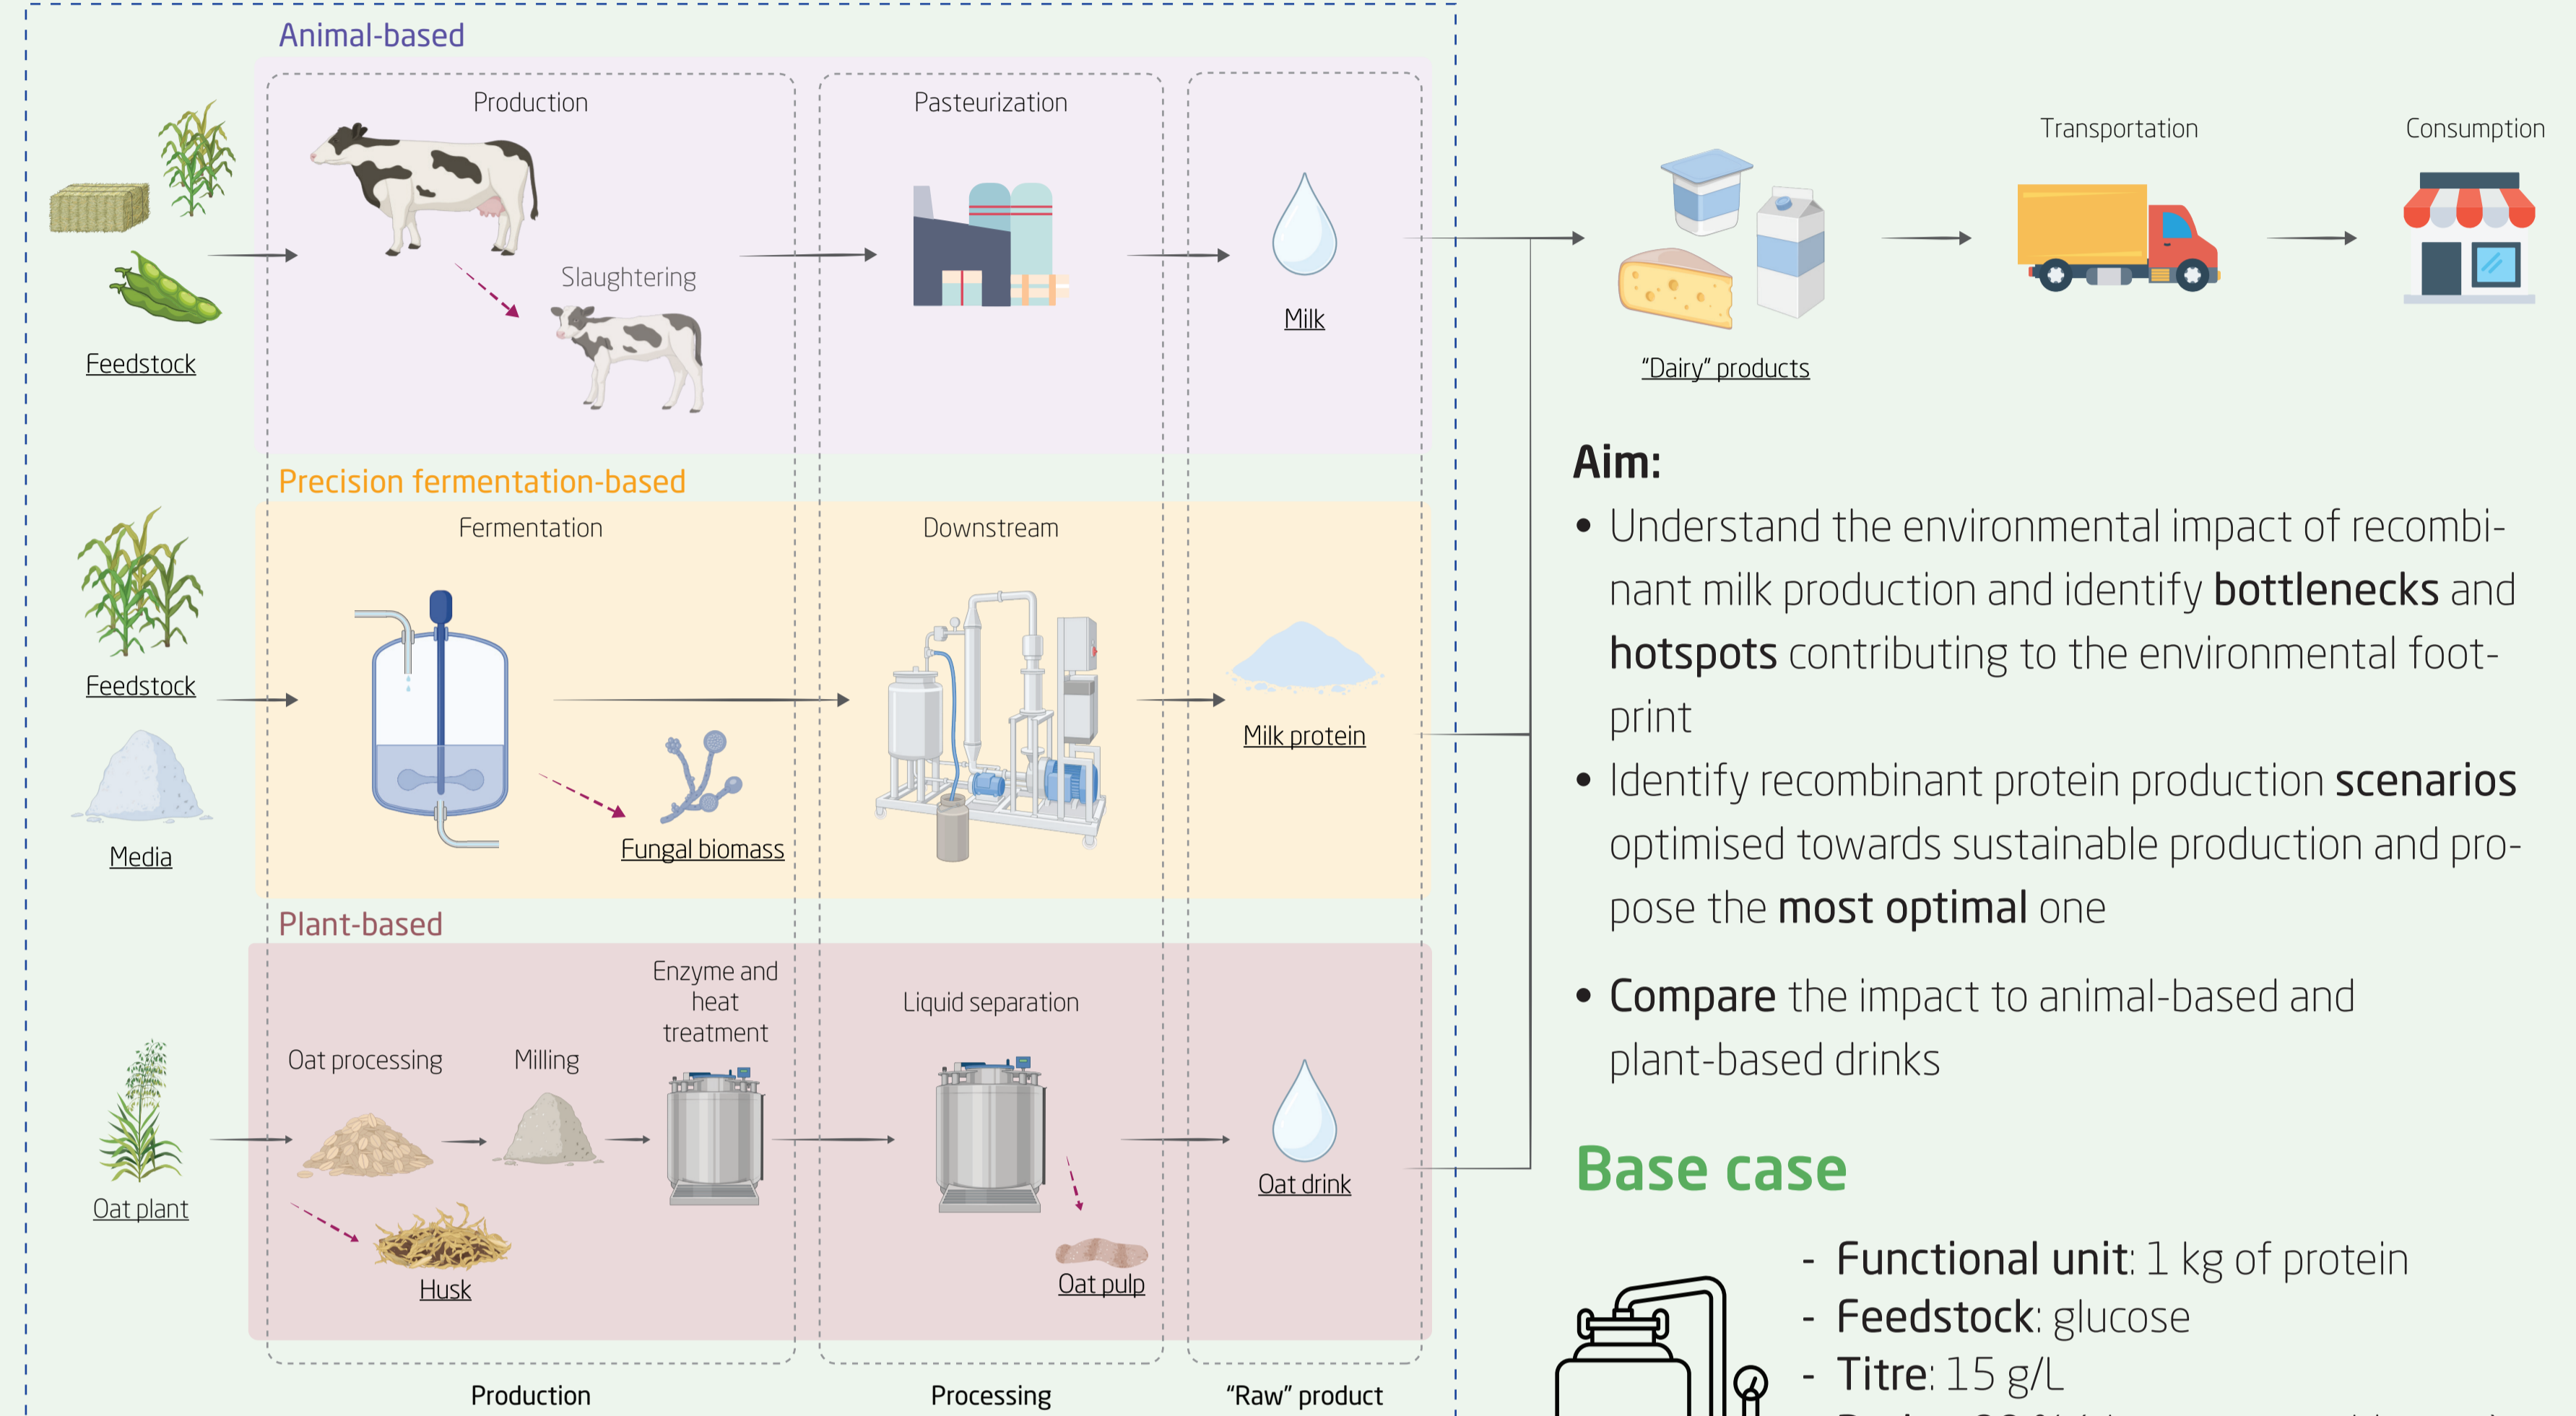 Animal-based
Production
Pasteurization
Slaughtering
Feedstock
Milk
Transportation
Consumption
"Dairy" products
Precision fermentation-based
Fermentation
Downstream
Feedstock
Media
Fungal biomass
Milk protein
Plant-based
Oat processing
Milling
Enzyme and
heat
treatment
Liquid separation
Oat plant
Husk
Oat pulp
Oat drink
Production
Processing
"Raw" product
Aim:
• Understand the environmental impact of recombi-
nant milk production and identify bottlenecks and
hotspots contributing to the environmental foot-
print
• Identify recombinant protein production scenarios
optimised towards sustainable production and pro-
pose the most optimal one
• Compare the impact to animal-based and
plant-based drinks
Base case
- Functional unit: 1 kg of protein
- Feedstock: glucose
- Titre: 15 g/L